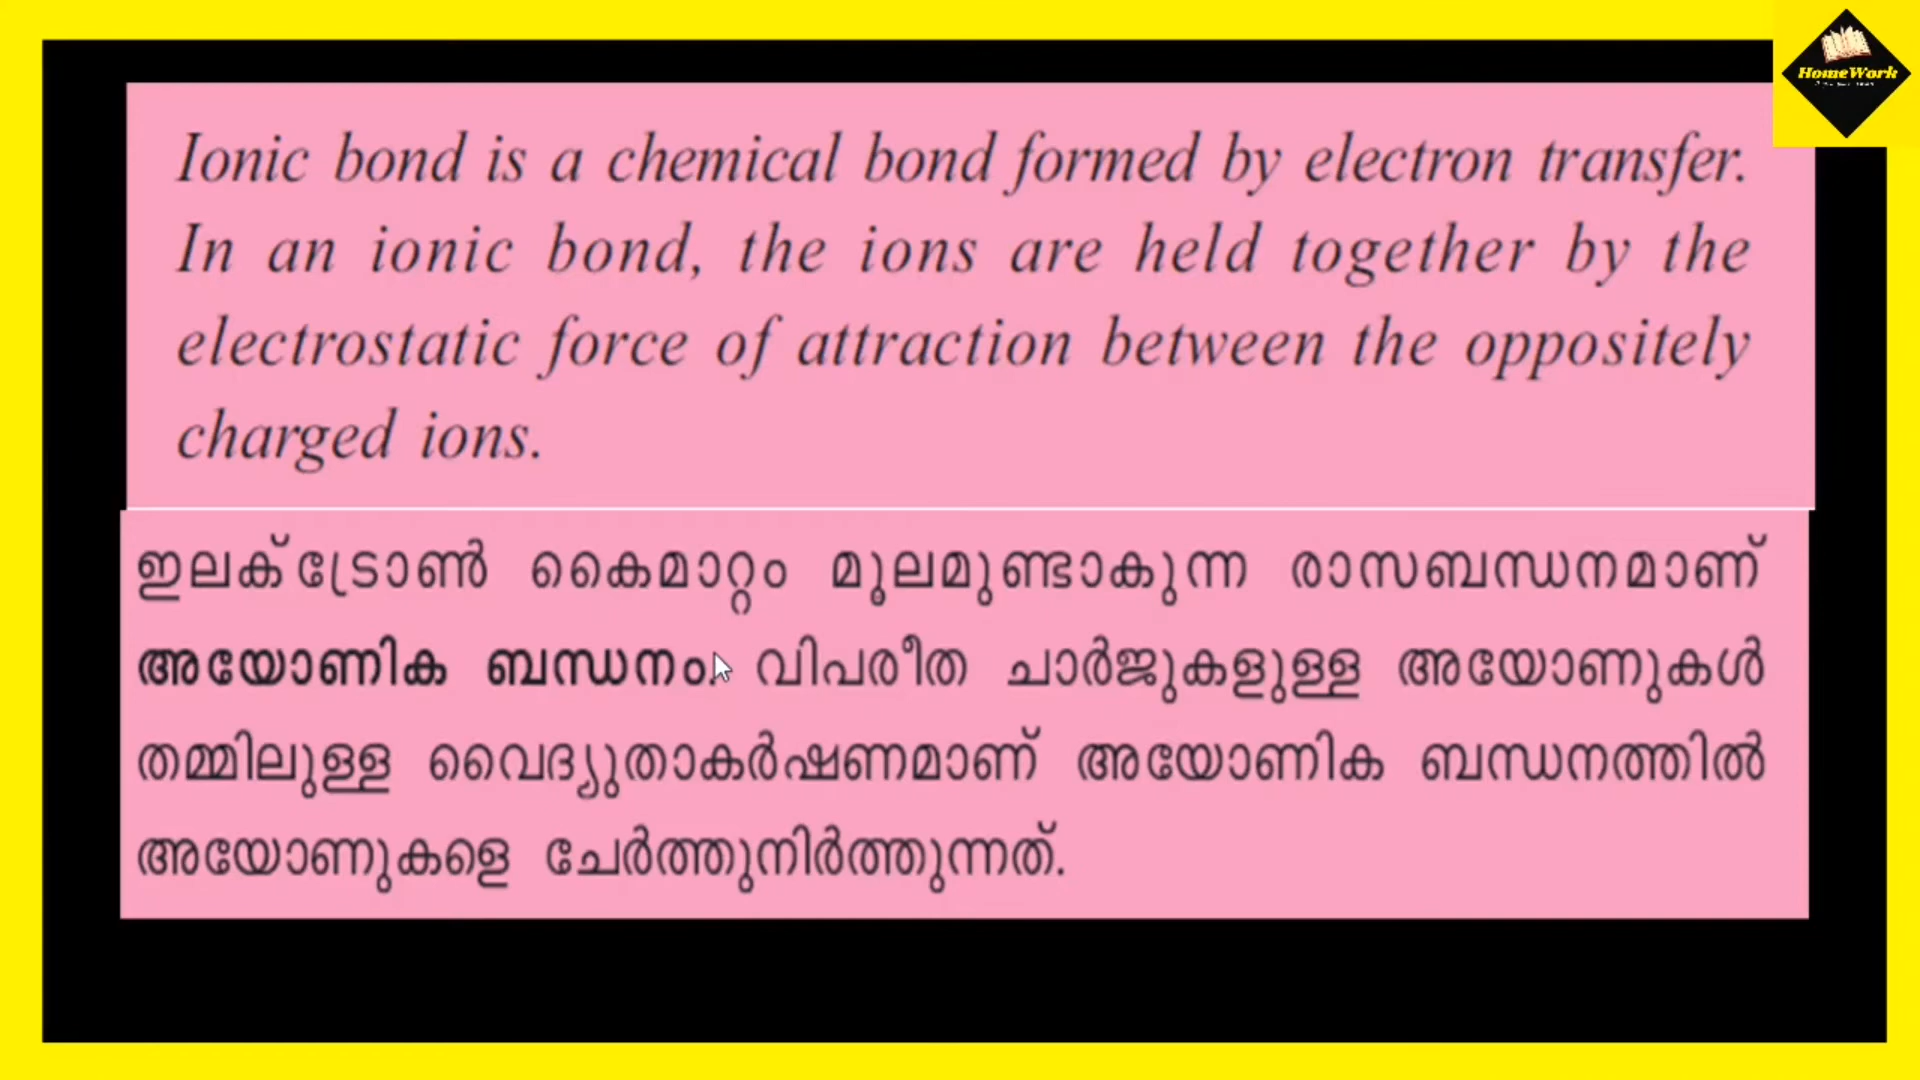 HomeWork
Ionic bond is a chemical bond formed by electron transfer.
In an ionic bond, the ions are held together by the
electrostatic force of attraction between the oppositely
charged ions.
ഇലക്ട്രോൺ കൈമാറ്റം മൂലമുണ്ടാകുന്ന രാസബന്ധനമാണ്
അയോണിക ബന്ധനം. വിപരീത ചാർജുകളുള്ള അയോണുകൾ
തമ്മിലുള്ള വൈദ്യുതാകർഷണമാണ് അയോണിക ബന്ധനത്തിൽ
അയോണുകളെ ചേർത്തുനിർത്തുന്നത്.